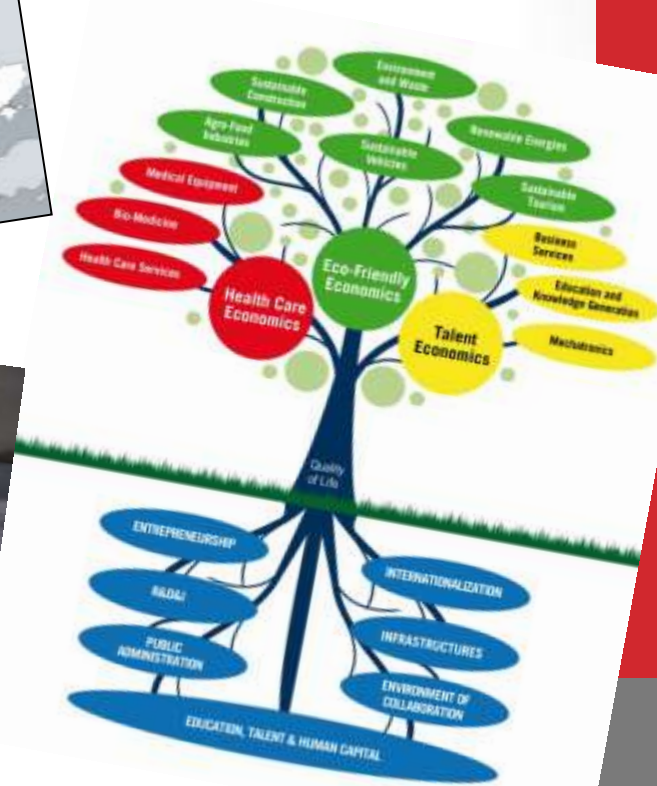 Environment
and Waste
Sustainable
Construction
Agro-Food
Industries
Sustainable
Vehicles
Renewable Energies
Sustainable
Tourism
Medical Equipment
Bio-Medicine
Health Care Services
Business
Services
Education and
Knowledge Generation
Mechatronics
Health Care
Economics
Eco-Friendly
Economics
Talent
Economics
Quality
of Life
ENTREPRENEURSHIP
R&D&I
PUBLIC
ADMINISTRATION
INTERNATIONALIZATION
INFRASTRUCTURES
ENVIRONMENT OF
COLLABORATION
EDUCATION, TALENT & HUMAN CAPITAL